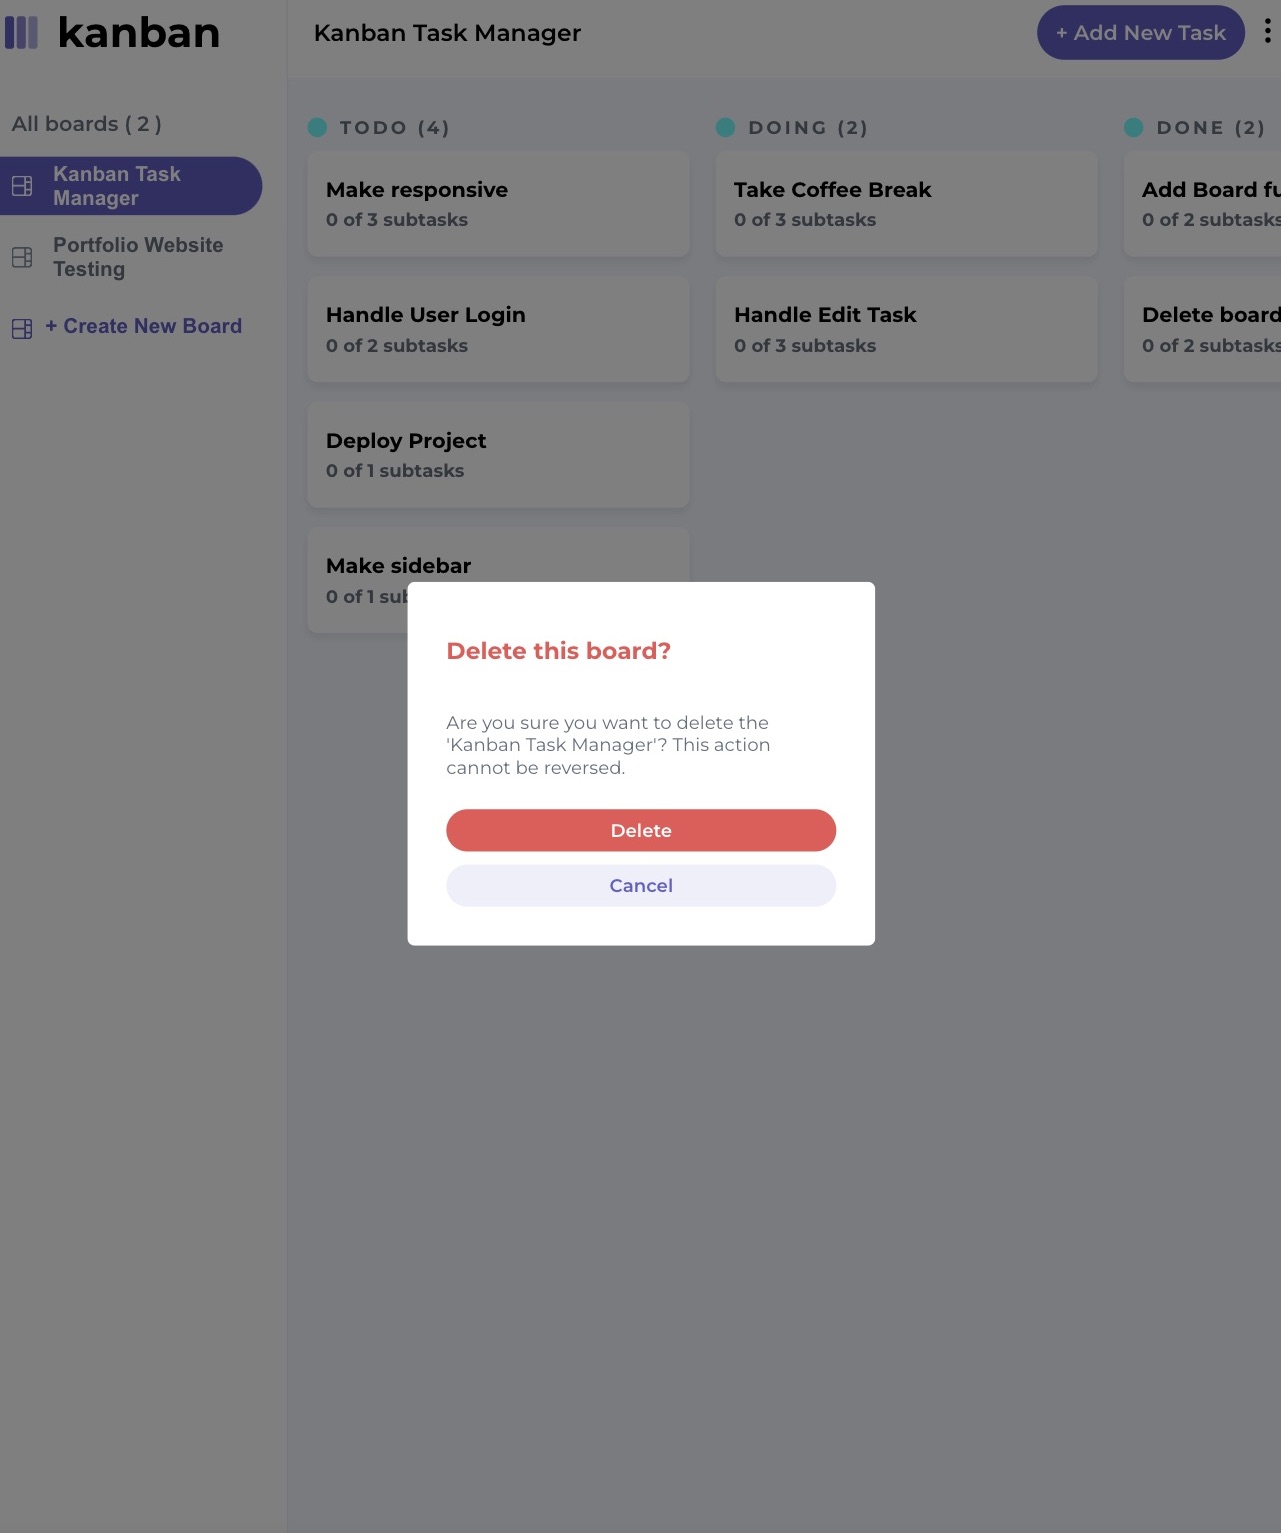 kanban
Kanban Task Manager
+ Add New Task
All boards ( 2 )
Kanban Task
Manager
Portfolio Website
Testing
+ Create New Board
TODO (4)
Make responsive
0 of 3 subtasks
Handle User Login
0 of 2 subtasks
Deploy Project
0 of 1 subtasks
Make sidebar
0 of 1
DOING (2)
Take Coffee Break
0 of 3 subtasks
Handle Edit Task
0 of 3 subtasks
DONE (2)
Add Board
0 of 2 subtasks
Delete board
0 of 2 subtasks
Delete this board?
Are you sure you want to delete the
'Kanban Task Manager'? This action
cannot be reversed.
Delete
Cancel